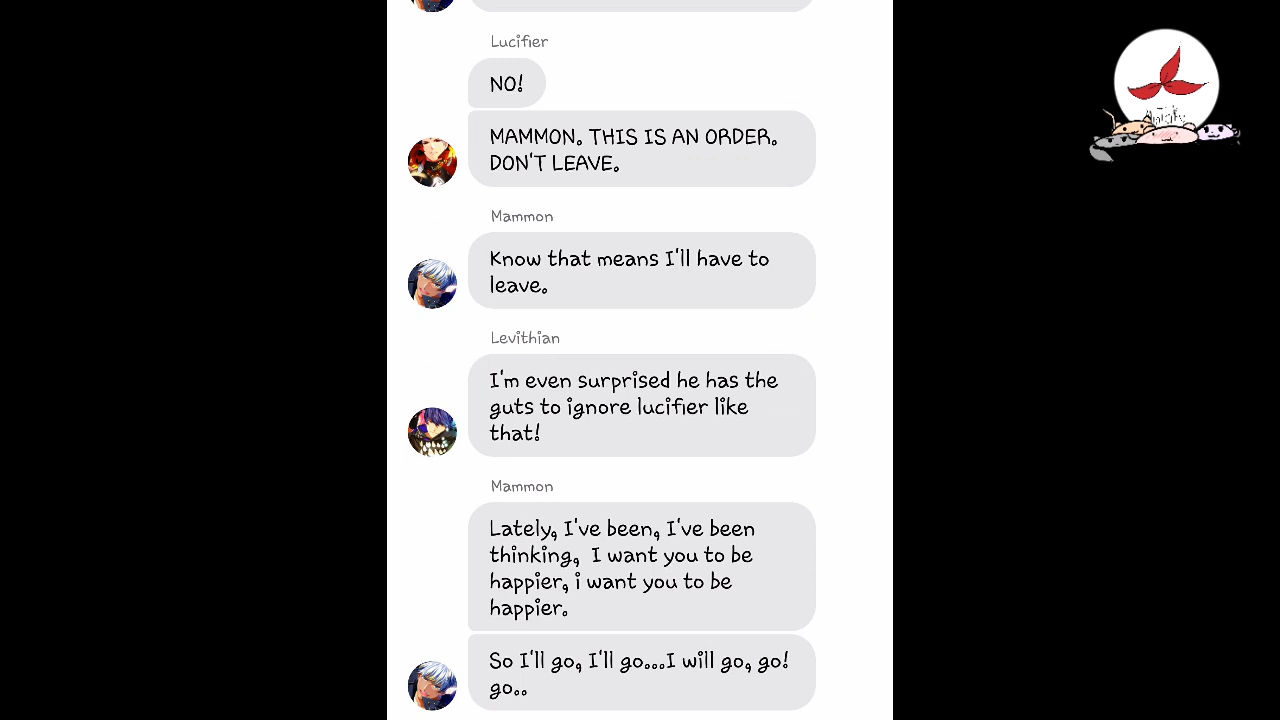 Lucifier
NO!
MAMMON. THIS IS AN ORDER.
DON'T LEAVE.
Mammon
Know that means I'll have to
leave.
Levithian
I'm even surprised he has the
guts to ignore lucifier like
that!
Mammon
Lately, I've been, I've been
thinking, I want you to be
happier, i want you to be
happier.
So I'll go, I'll go...I will go, go!
go..